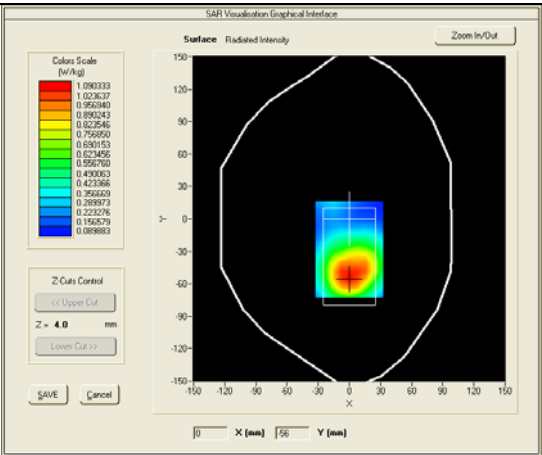 SAR Visualisation Graphical Interface
Surface Radiated Intensity
Zoom In/Out
Colors Scale
(W/kg)
1.090333
1.023637
0.956940
0.890243
0.823546
0.756850
0.690153
0.623456
0.556760
0.490063
0.423366
0.356669
0.289973
0.223276
0.156579
0.089883
Z-Cuts Control
<< Upper Cut
Z = 4.0 mm
Lower Cut >>
SAVE Cancel
150
120
90
60
30
0
-30
-60
-90
-120
-150
Y
-150 -120 -90 -60 -30 0 30 60 90 120 150
X
0 X (mm) -56 Y (mm)